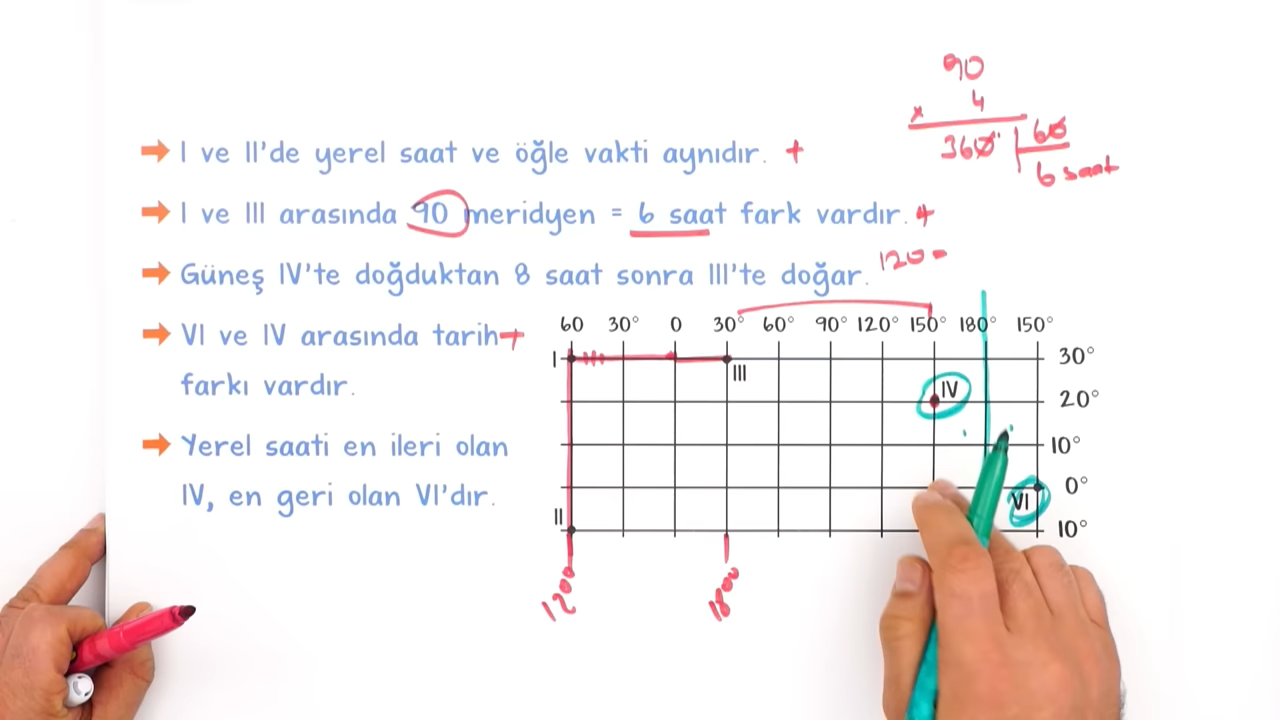 90
x 4
360 60
6 saat
➡ I ve II'de yerel saat ve öğle vakti aynıdır. +
➡ I ve III arasında 90 meridyen = 6 saat fark vardır. +
➡ Güneş IV'te doğduktan 8 saat sonra III'te doğar. 120
➡ VI ve IV arasında tarih +
farkı vardır.
➡ Yerel saati en ileri olan
IV, en geri olan VI'dır.
60 30° 0 30° 60° 90° 120° 150° 180° 150°
I 30°
III
IV 20°
10°
0°
VI
II 10°
1200 1800